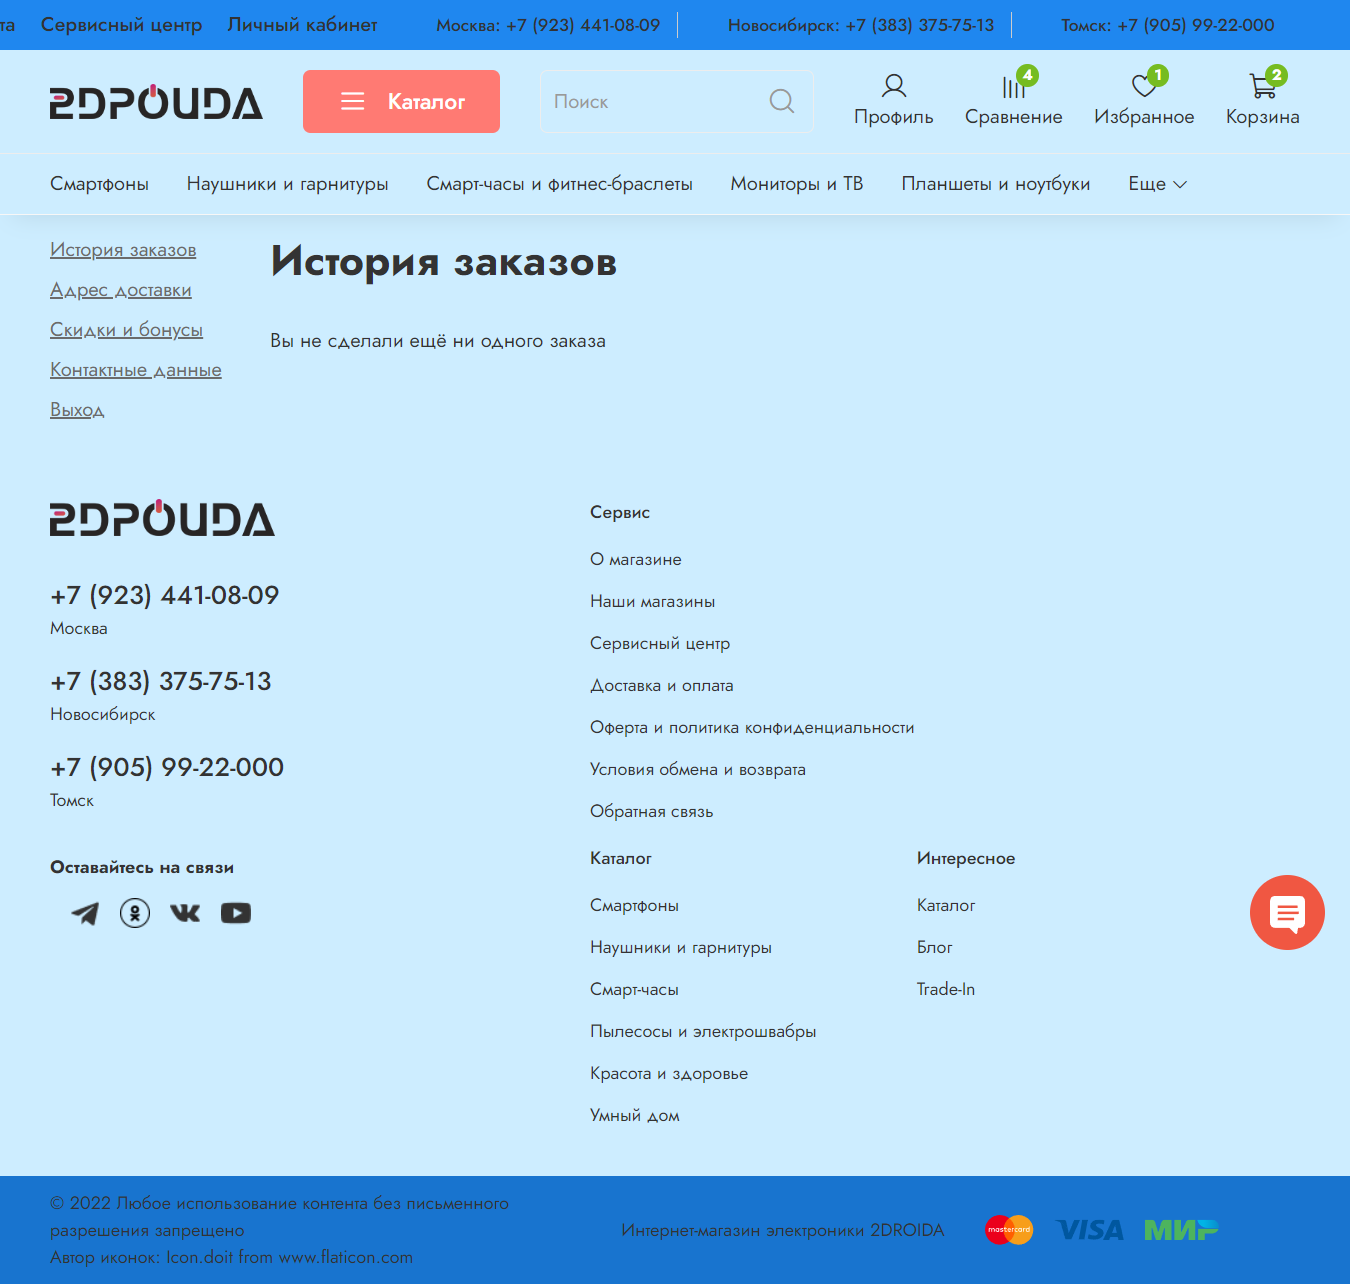 та Сервисный центр Личный кабинет Москва: +7 (923) 441-08-09 Новосибирск: +7 (383) 375-75-13 Томск: +7 (905) 99-22-000
2DРОИDА Каталог Поиск Профиль Сравнение 4 Избранное 1 Корзина 2
Смартфоны Наушники и гарнитуры Смарт-часы и фитнес-браслеты Мониторы и ТВ Планшеты и ноутбуки Еще
История заказов
Адрес доставки
Скидки и бонусы
Контактные данные
Выход
История заказов
Вы не сделали ещё ни одного заказа
2DРОИDА
+7 (923) 441-08-09
Москва
+7 (383) 375-75-13
Новосибирск
+7 (905) 99-22-000
Томск
Оставайтесь на связи
Сервис
О магазине
Наши магазины
Сервисный центр
Доставка и оплата
Оферта и политика конфиденциальности
Условия обмена и возврата
Обратная связь
Каталог
Смартфоны
Наушники и гарнитуры
Смарт-часы
Пылесосы и электрошвабры
Красота и здоровье
Умный дом
Интересное
Каталог
Блог
Trade-In
© 2022 Любое использование контента без письменного
разрешения запрещено
Автор иконок: Icon.doit from www.flaticon.com
Интернет-магазин электроники 2DROIDA
mastercard VISA МИР